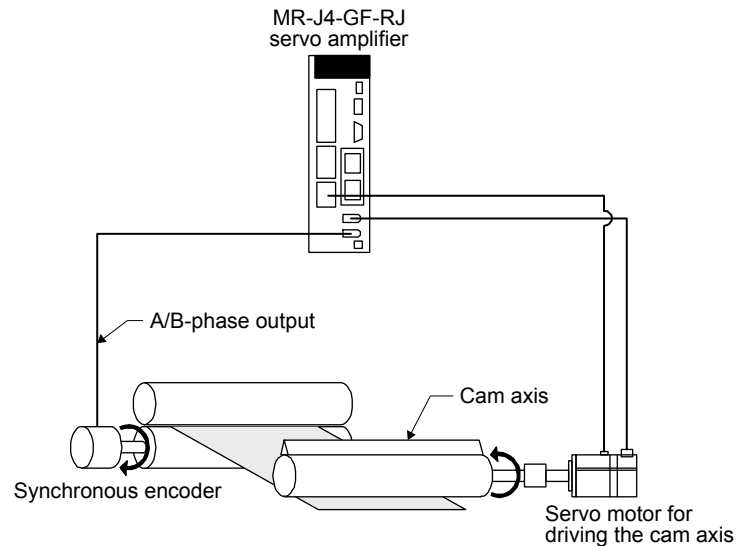 MR-J4-GF-RJ
servo amplifier
A/B-phase output
Cam axis
Synchronous encoder
Servo motor for
driving the cam axis